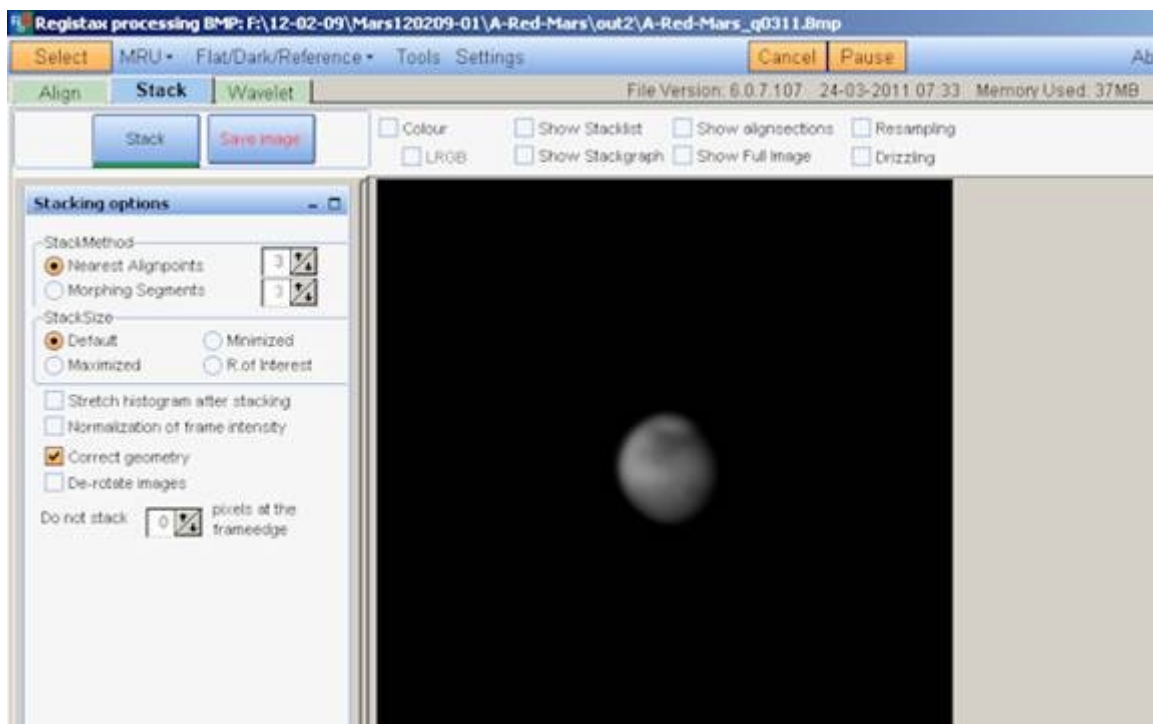 Registax processing BMP: F:\12-02-09\Mars120209-01\A-Red-Mars\out2\A-Red-Mars_q0311.Bmp
Select MRU Flat/Dark/Reference Tools Settings Cancel Pause Ab
Align Stack Wavelet File Version: 6.0.7.107 24-03-2011 07:33 Memory Used: 37MB
Stack Save image
Colour Show Stacklist Show alignsections Resampling
LRGB Show Stackgraph Show Full Image Drizzling
Stacking options
StackMethod
Nearest Alignpoints 3
Morphing Segments 3
StackSize
Default Minimized
Maximized R.of Interest
Stretch histogram after stacking
Normalization of frame intensity
Correct geometry
De-rotate images
Do not stack 0 pixels at the
frameedge